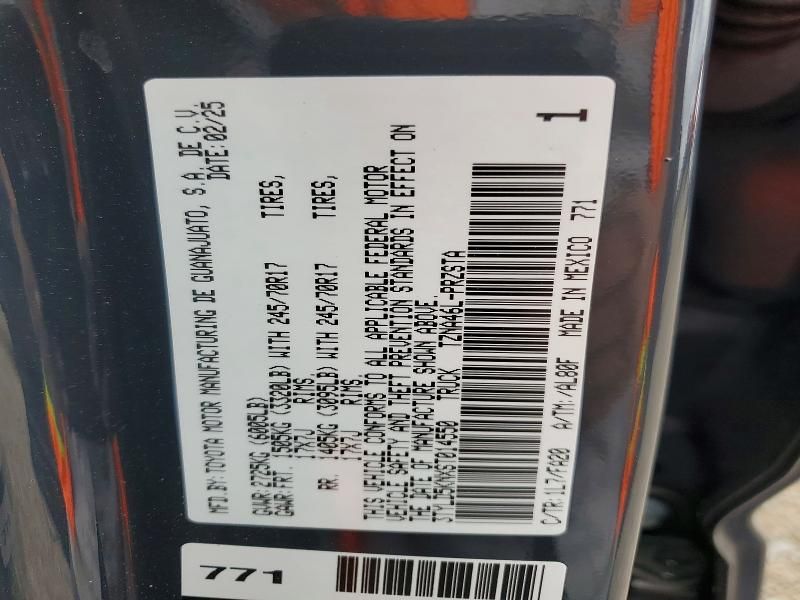 MFD. BY: TOYOTA MOTOR MANUFACTURING DE GUANAJUATO, S.A. DE C.V.
DATE: 02/25
GVWR: 2725KG (6005LB)
GAWR: FRT. 1505KG (3320LB) WITH 245/70R17 TIRES,
17X7J RIMS
RR. 1405KG (3095LB) WITH 245/70R17 TIRES,
17X7J RIMS
THIS VEHICLE CONFORMS TO ALL APPLICABLE FEDERAL MOTOR
VEHICLE SAFETY AND THEFT PREVENTION STANDARDS IN EFFECT ON
THE DATE OF MANUFACTURE SHOWN ABOVE.
TRUCK
1
C/TR: 1L7/FA20 A/TM: /AL80F MADE IN MEXICO 771
771